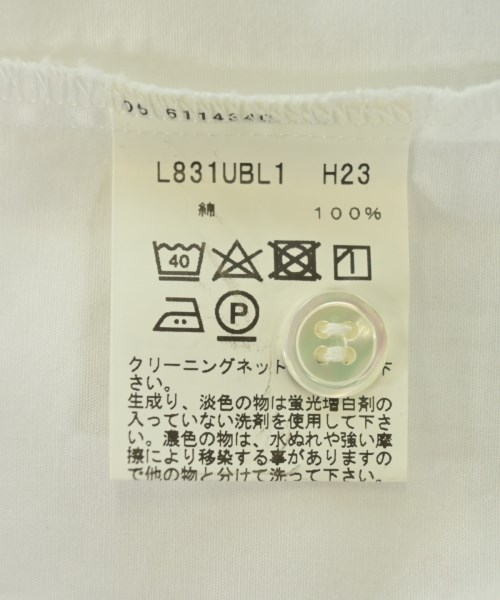 L831UBL1 H23
綿 100%
40
P
クリーニングネット
さい。
生成り、淡色の物は蛍光増白剤の
入っていない洗剤を使用して下さ
い。濃色の物は、水ぬれや強い摩
擦により移染する事がありますの
で他の物と分けて洗って下さい。